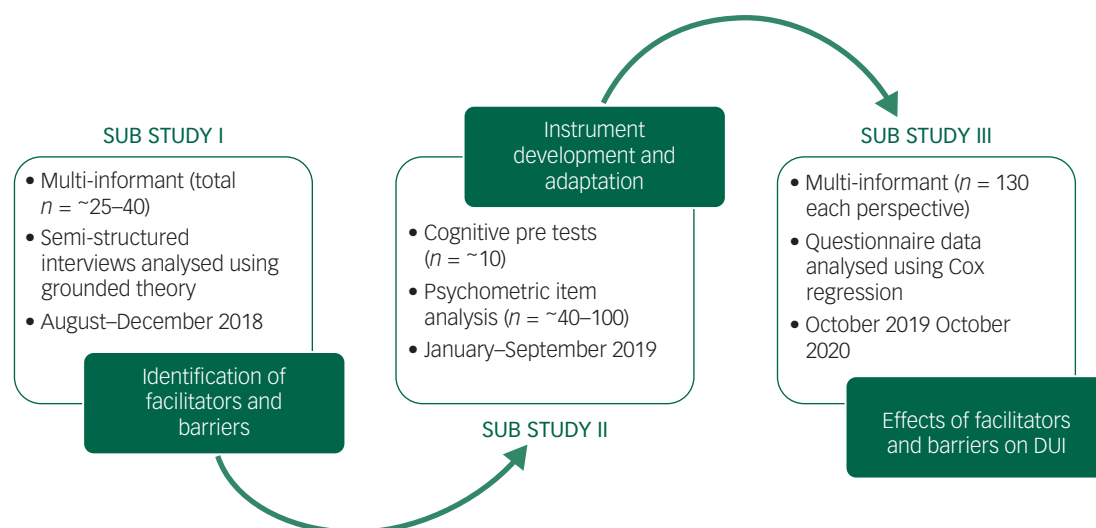 SUB STUDY I
• Multi-informant (total
n = ~25–40)
• Semi-structured
interviews analysed using
grounded theory
• August–December 2018
Identification of
facilitators and
barriers
Instrument
development and
adaptation
• Cognitive pre tests
(n = ~10)
• Psychometric item
analysis (n = ~40–100)
• January–September 2019
SUB STUDY II
SUB STUDY III
• Multi-informant (n = 130
each perspective)
• Questionnaire data
analysed using Cox
regression
• October 2019 October
2020
Effects of facilitators
and barriers on DUI